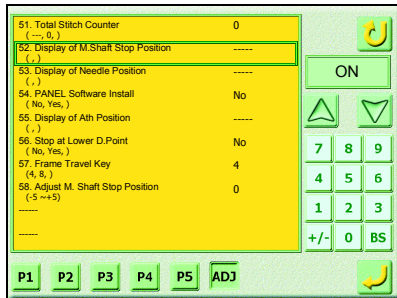 51. Total Stitch Counter 0
( ---, 0, )
52. Display of M.Shaft Stop Position -----
( , )
53. Display of Needle Position -----
( , )
54. PANEL Software Install No
( No, Yes, )
55. Display of Ath Position -----
( , )
56. Stop at Lower D.Point No
( No, Yes, )
57. Frame Travel Key 4
(4, 8, )
58. Adjust M. Shaft Stop Position 0
(-5 ~+5)
------
------
ON
7 8 9
4 5 6
1 2 3
+/- 0 BS
P1 P2 P3 P4 P5 ADJ